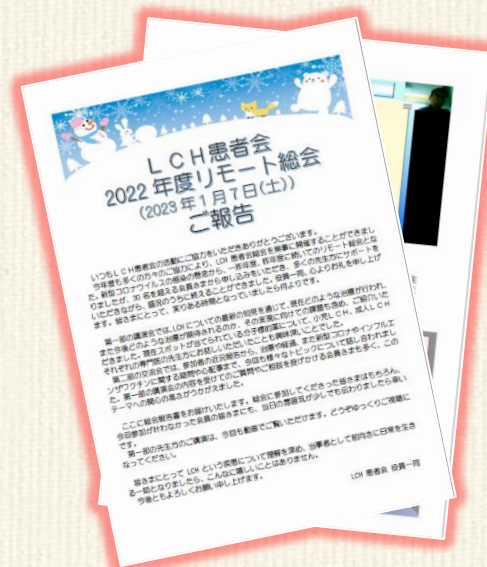 LCH患者会
2022年度リモート総会
(2023年1月7日(土))
ご報告
いつもLCH患者会の活動にご協力をいただきありがとうございます。
今年度も多くの方々のご協力により、LCH 患者会総会を無事に開催することができまし
た。新型コロナウイルスの感染の懸念から、一昨年度、昨年度に続いてのリモート総会とな
りましたが、30 名を超える会員さまから申し込みをいただき、多くの先生方にサポートを
いただきながら、盛況のうちに終えることができました。役員一同、心よりお礼を申し上げ
ます。皆さまにとって、実りある時間となっていましたら何よりです。
第一部の講演会では、LCH についての最新の知見を通じて、現在どのような治療が行われ、
また今後どのような治療が期待されるのか、その実現に向けての課題も含め、ご紹介いた
だきました。現在スポットが当てられている分子標的薬について、小児LCH、成人LCH
それぞれの専門医の先生方にお話しいただいたことも興味深いことでした。
第二部の交流会では、参加者の近況報告から、治療や経過、また新型コロナやインフルエ
ンザワクチンに関する疑問や心配事まで、今回も様々なトピックについて話し合われまし
た。第一部の講演会の内容を受けてのご質問やご相談を投げかける会員さまも多く、この
テーマへの関心の高さがうかがえました。
ここに総会報告書をお届けいたします。総会に参加してくださった皆さまはもちろん、
今回参加が叶わなかった会員の皆さまにも、当日の雰囲気が少しでも伝わりましたら幸い
です。
第一部の先生方のご講演は、今回も動画でご覧いただけます。どうぞゆっくりご視聴に
なってください。
皆さまにとって LCH という疾患について理解を深め、当事者として前向きに日常を生き
る一助となりましたら、こんなに嬉しいことはありません。
今後ともよろしくお願い申し上げます。
LCH 患者会 役員一同